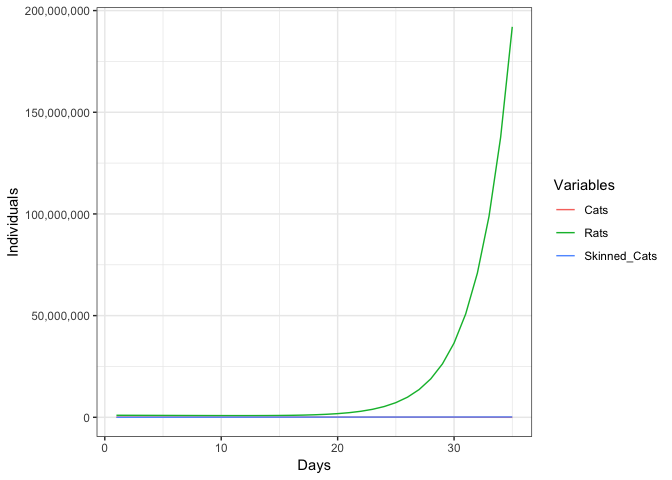 200,000,000
150,000,000
100,000,000
50,000,000
0
Individuals
0 10 20 30
Days
Variables
Cats
Rats
Skinned_Cats